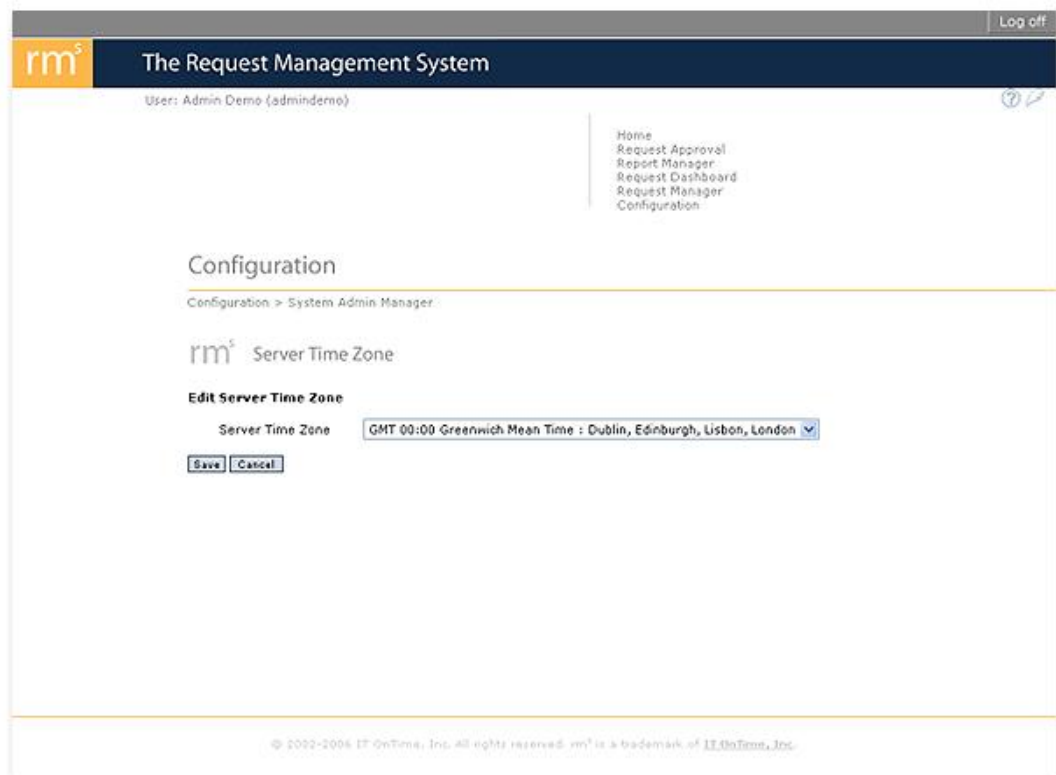 Log off
rms The Request Management System
User: Admin Demo (admindemo)
Home
Request Approval
Report Manager
Request Dashboard
Request Manager
Configuration
Configuration
Configuration > System Admin Manager
rms Server Time Zone
Edit Server Time Zone
Server Time Zone GMT 00:00 Greenwich Mean Time : Dublin, Edinburgh, Lisbon, London
Save Cancel
© 2002-2006 IT OnTime, Inc. All rights reserved. rms is a trademark of IT OnTime, Inc.